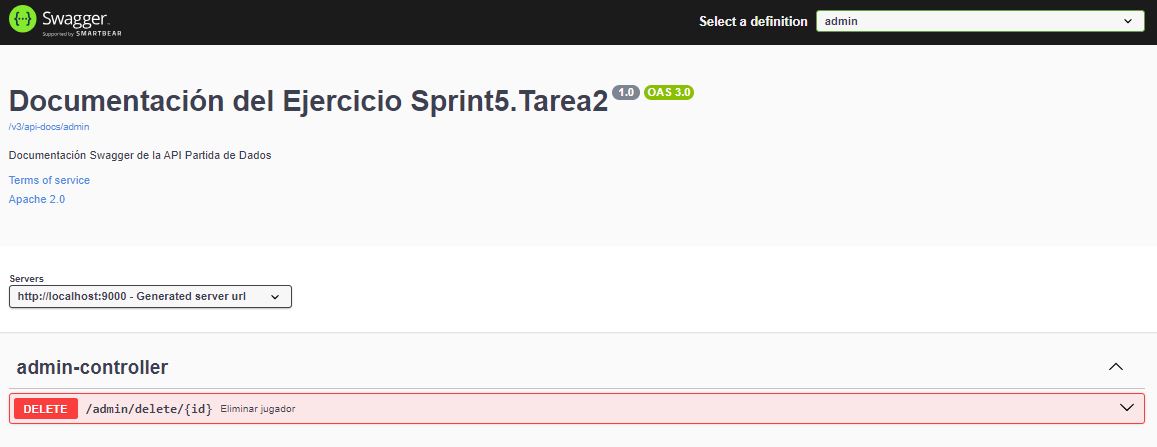 Swagger.
Supported by SMARTBEAR
Select a definition
admin
Documentación del Ejercicio Sprint5.Tarea2
1.0
OAS 3.0
/v3/api-docs/admin
Documentación Swagger de la API Partida de Dados
Terms of service
Apache 2.0
Servers
http://localhost:9000 - Generated server url
admin-controller
DELETE /admin/delete/{id} Eliminar jugador